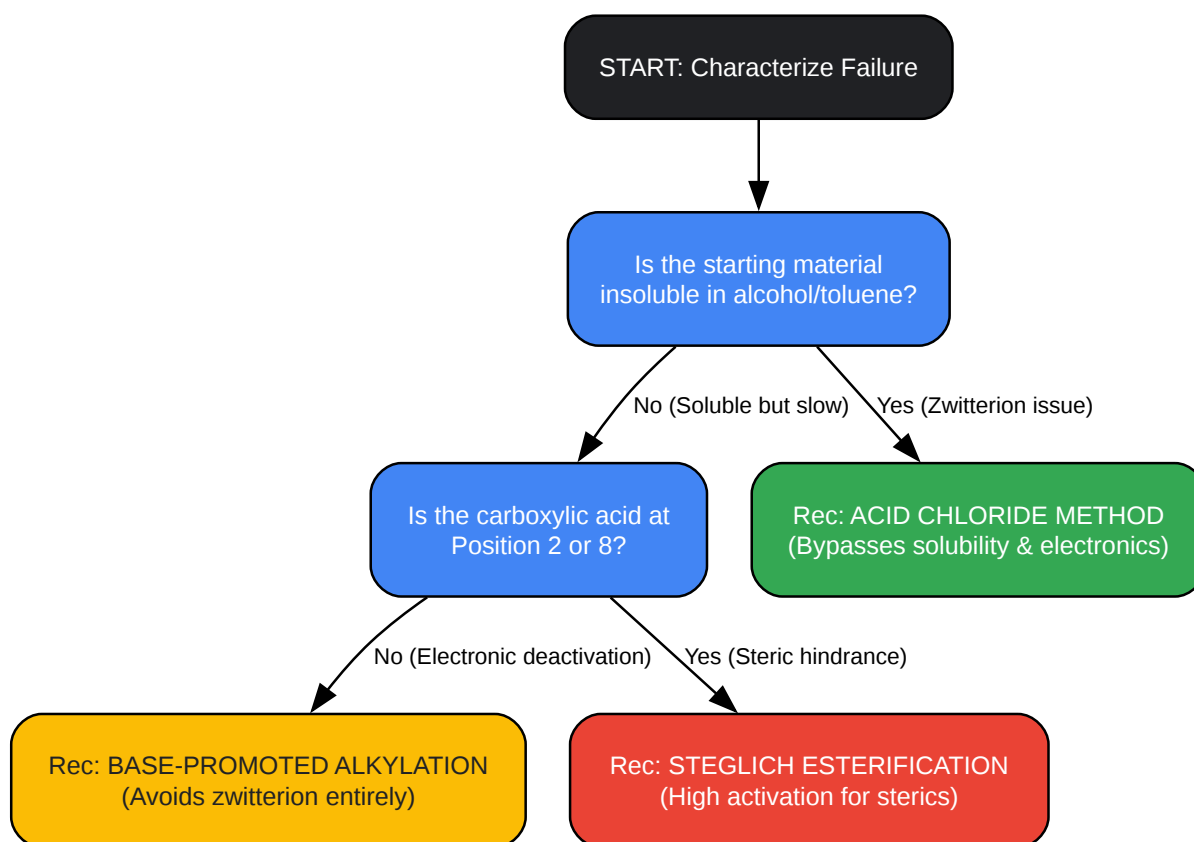 START: Characterize Failure
Is the starting material
insoluble in alcohol/toluene?
No (Soluble but slow)
Yes (Zwitterion issue)
Is the carboxylic acid at
Position 2 or 8?
Rec: ACID CHLORIDE METHOD
(Bypasses solubility & electronics)
No (Electronic deactivation)
Yes (Steric hindrance)
Rec: BASE-PROMOTED ALKYLATION
(Avoids zwitterion entirely)
Rec: STEGLICH ESTERIFICATION
(High activation for sterics)